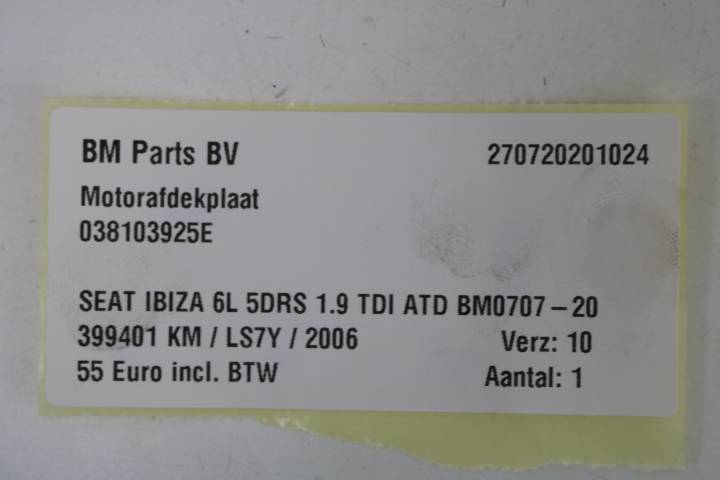 BM Parts BV 270720201024
Motorafdekplaat
038103925E
SEAT IBIZA 6L 5DRS 1.9 TDI ATD BM0707-20
399401 KM / LS7Y / 2006 Verz: 10
55 Euro incl. BTW Aantal: 1